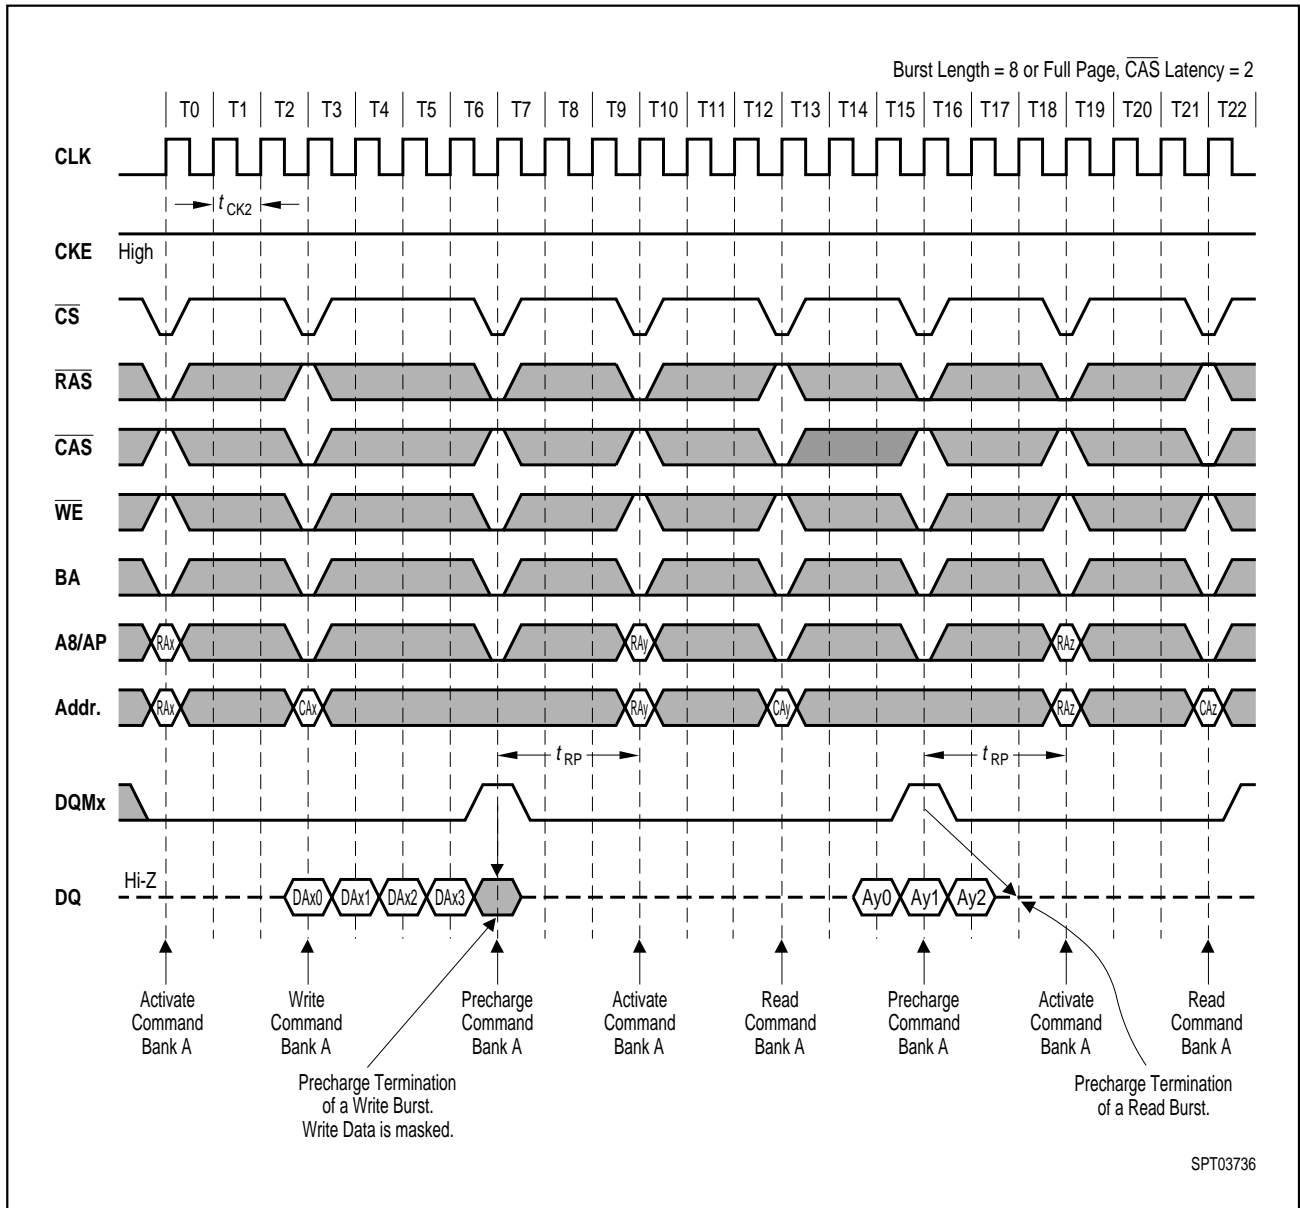 Burst Length = 8 or Full Page, CAS Latency = 2
T0 T1 T2 T3 T4 T5 T6 T7 T8 T9 T10 T11 T12 T13 T14 T15 T16 T17 T18 T19 T20 T21 T22
CLK
t CK2
CKE High
CS
RAS
CAS
WE
BA
A8/AP RAx RAy RAz
Addr. RAx CAx RAy CAy RAz CAz
t RP t RP
DQMx
Hi-Z
DQ DAx0 DAx1 DAx2 DAx3 Ay0 Ay1 Ay2
Activate Write Precharge Activate Read Precharge Activate Read
Command Command Command Command Command Command Command Command
Bank A Bank A Bank A Bank A Bank A Bank A Bank A Bank A
Precharge Termination
of a Write Burst.
Write Data is masked.
Precharge Termination
of a Read Burst.
SPT03736